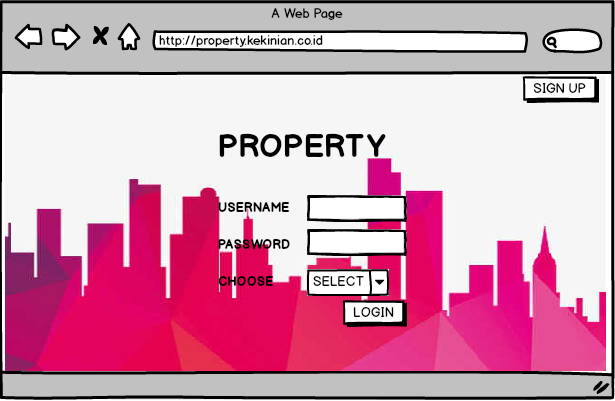 A Web Page
http://property.kekinian.co.id
SIGN UP
PROPERTY
USERNAME
PASSWORD
CHOOSE SELECT
LOGIN